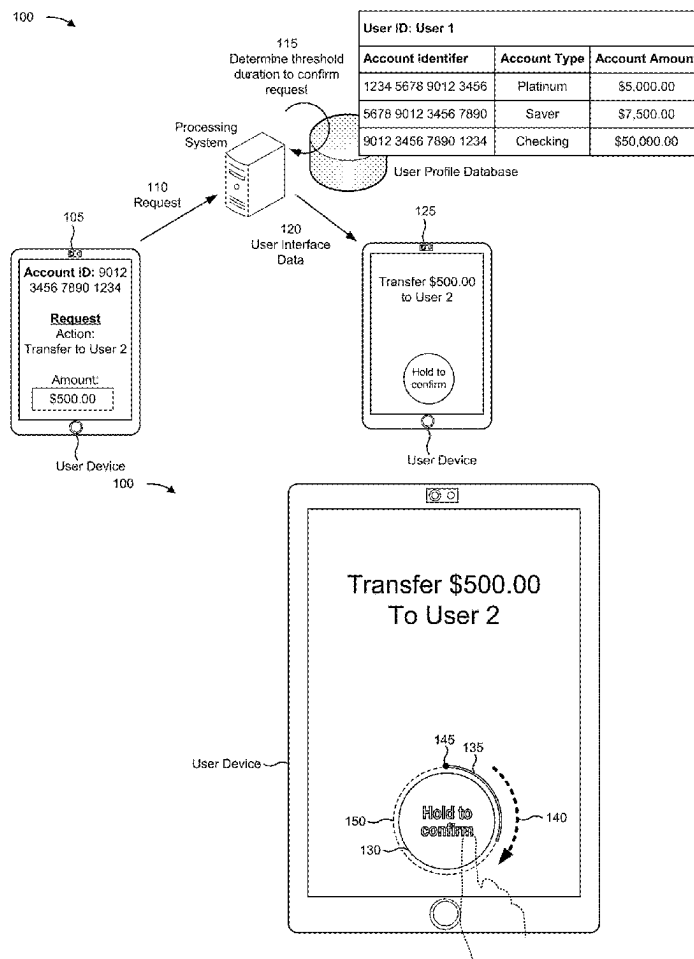 100
115
Determine threshold
duration to confirm
request
User ID: User 1
Account identifer Account Type Account Amoun
1234 5678 9012 3456 Platinum $5,000.00
5678 9012 3456 7890 Saver $7,500.00
9012 3456 7890 1234 Checking $50,000.00
Processing
System
User Profile Database
110
Request
120
User Interface
Data
105
Account ID: 9012
3456 7890 1234
Request
Action:
Transfer to User 2
Amount:
$500.00
User Device
125
Transfer $500.00
to User 2
Hold to
confirm
User Device
100
Transfer $500.00
To User 2
User Device
145
135
150
140
130
Hold to
confirm